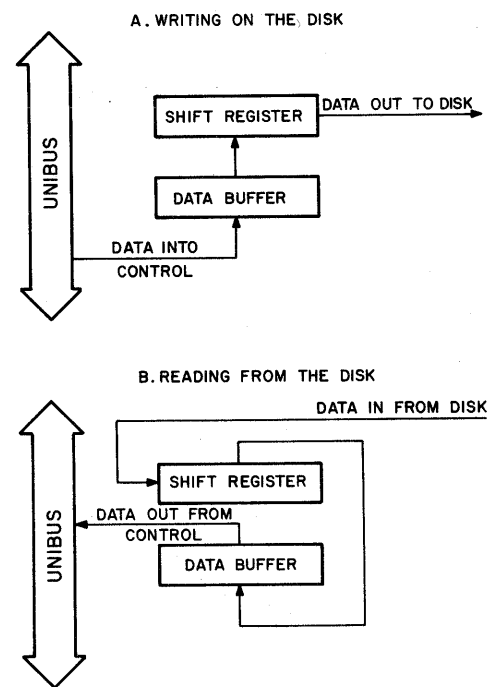 A. WRITING ON THE DISK
DATA OUT TO DISK
SHIFT REGISTER
UNIBUS
DATA BUFFER
DATA INTO
CONTROL
B. READING FROM THE DISK
DATA IN FROM DISK
SHIFT REGISTER
UNIBUS
DATA OUT FROM
CONTROL
DATA BUFFER